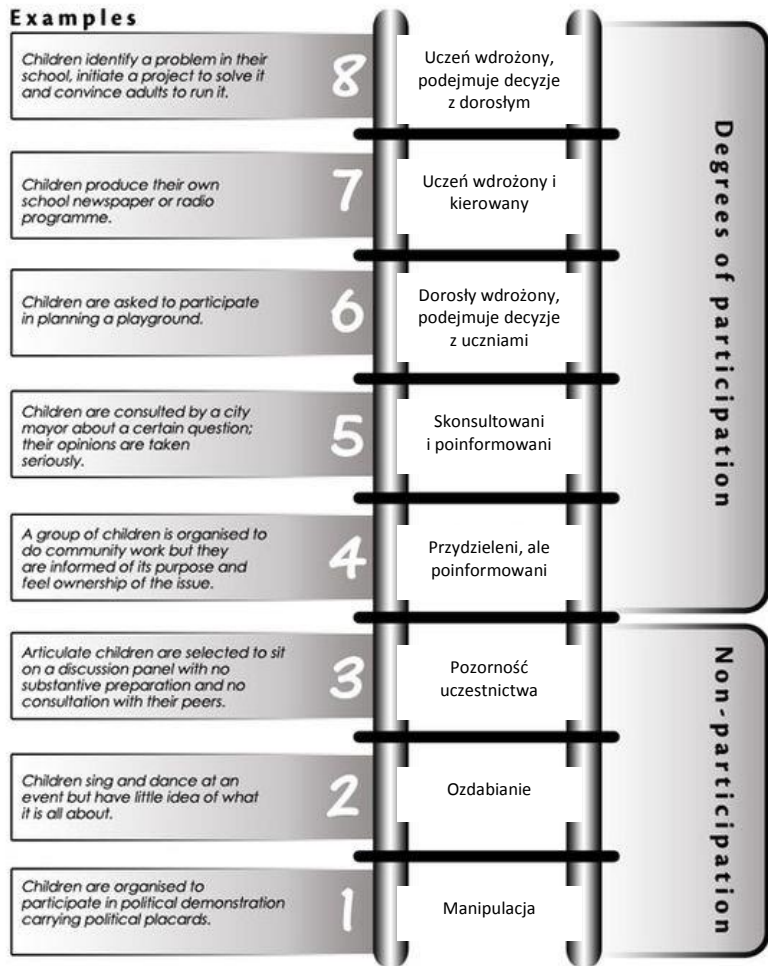 Examples
Children identify a problem in their
school, initiate a project to solve it
and convince adults to run it.
8
Uczeń wdrożony,
podejmuje decyzje
z dorosłym
Children produce their own
school newspaper or radio
programme.
7
Uczeń wdrożony i
kierowany
Children are asked to participate
in planning a playground.
6
Dorosły wdrożony,
podejmuje decyzje
z uczniami
Children are consulted by a city
mayor about a certain question;
their opinions are taken
seriously.
5
Skonsultowani
i poinformowani
A group of children is organised to
do community work but they
are informed of its purpose and
feel ownership of the issue.
4
Przydzieleni, ale
poinformowani
Degrees of participation
Articulate children are selected to sit
on a discussion panel with no
substantive preparation and no
consultation with their peers.
3
Pozorność
uczestnictwa
Children sing and dance at an
event but have little idea of what
it is all about.
2
Ozdabianie
Children are organised to
participate in political demonstration
carrying political placards.
1
Manipulacja
Non-participation